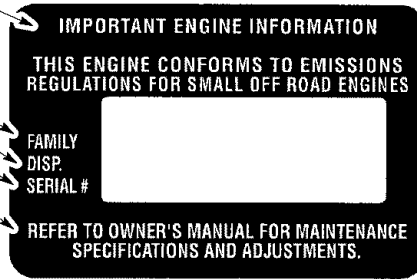 IMPORTANT ENGINE INFORMATION
THIS ENGINE CONFORMS TO EMISSIONS
REGULATIONS FOR SMALL OFF ROAD ENGINES
FAMILY
DISP.
SERIAL #
REFER TO OWNER'S MANUAL FOR MAINTENANCE
SPECIFICATIONS AND ADJUSTMENTS.